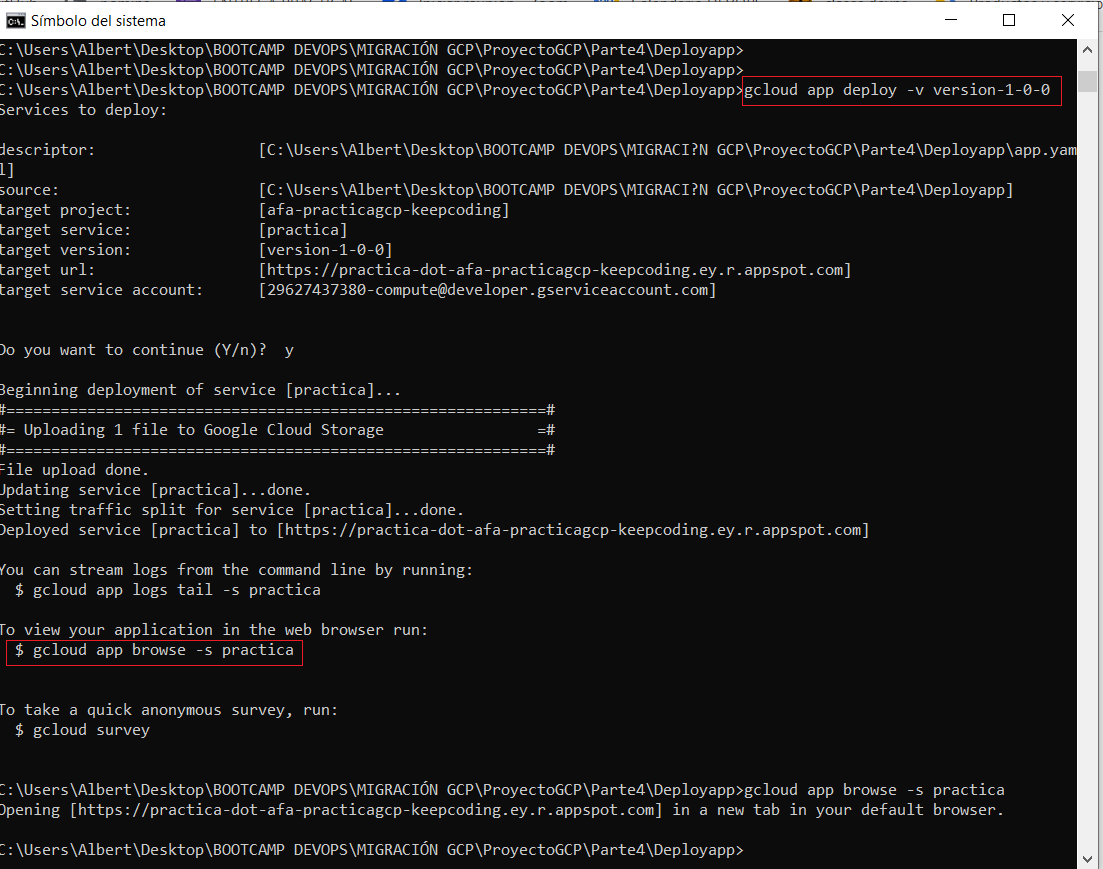 Símbolo del sistema
C:\Users\Albert\Desktop\BOOTCAMP DEVOPS\MIGRACIÓN GCP\ProyectoGCP\Parte4\Deployapp>
C:\Users\Albert\Desktop\BOOTCAMP DEVOPS\MIGRACIÓN GCP\ProyectoGCP\Parte4\Deployapp>
C:\Users\Albert\Desktop\BOOTCAMP DEVOPS\MIGRACIÓN GCP\ProyectoGCP\Parte4\Deployapp>gcloud app deploy -v version-1-0-0
Services to deploy:
descriptor:                  [C:\Users\Albert\Desktop\BOOTCAMP DEVOPS\MIGRACI?N GCP\ProyectoGCP\Parte4\Deployapp\app.yam
l]
source:                      [C:\Users\Albert\Desktop\BOOTCAMP DEVOPS\MIGRACI?N GCP\ProyectoGCP\Parte4\Deployapp]
target project:              [afa-practicagcp-keepcoding]
target service:              [practica]
target version:              [version-1-0-0]
target url:                  [https://practica-dot-afa-practicagcp-keepcoding.ey.r.appspot.com]
target service account:      [29627437380-compute@developer.gserviceaccount.com]
Do you want to continue (Y/n)?  y
Beginning deployment of service [practica]...
#============================================================#
#= Uploading 1 file to Google Cloud Storage                 =#
#============================================================#
File upload done.
Updating service [practica]...done.
Setting traffic split for service [practica]...done.
Deployed service [practica] to [https://practica-dot-afa-practicagcp-keepcoding.ey.r.appspot.com]
You can stream logs from the command line by running:
  $ gcloud app logs tail -s practica
To view your application in the web browser run:
  $ gcloud app browse -s practica
To take a quick anonymous survey, run:
  $ gcloud survey
C:\Users\Albert\Desktop\BOOTCAMP DEVOPS\MIGRACIÓN GCP\ProyectoGCP\Parte4\Deployapp>gcloud app browse -s practica
Opening [https://practica-dot-afa-practicagcp-keepcoding.ey.r.appspot.com] in a new tab in your default browser.
C:\Users\Albert\Desktop\BOOTCAMP DEVOPS\MIGRACIÓN GCP\ProyectoGCP\Parte4\Deployapp>